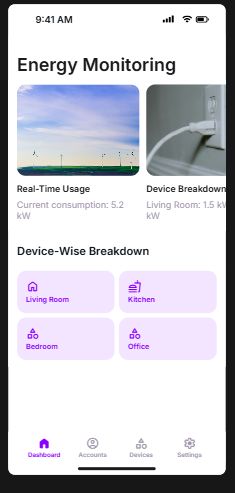 9:41 AM
Energy Monitoring
Real-Time Usage
Current consumption: 5.2
kW
Device Breakdown
Living Room: 1.5 kW
kW
Device-Wise Breakdown
Living Room
Kitchen
Bedroom
Office
Dashboard
Accounts
Devices
Settings